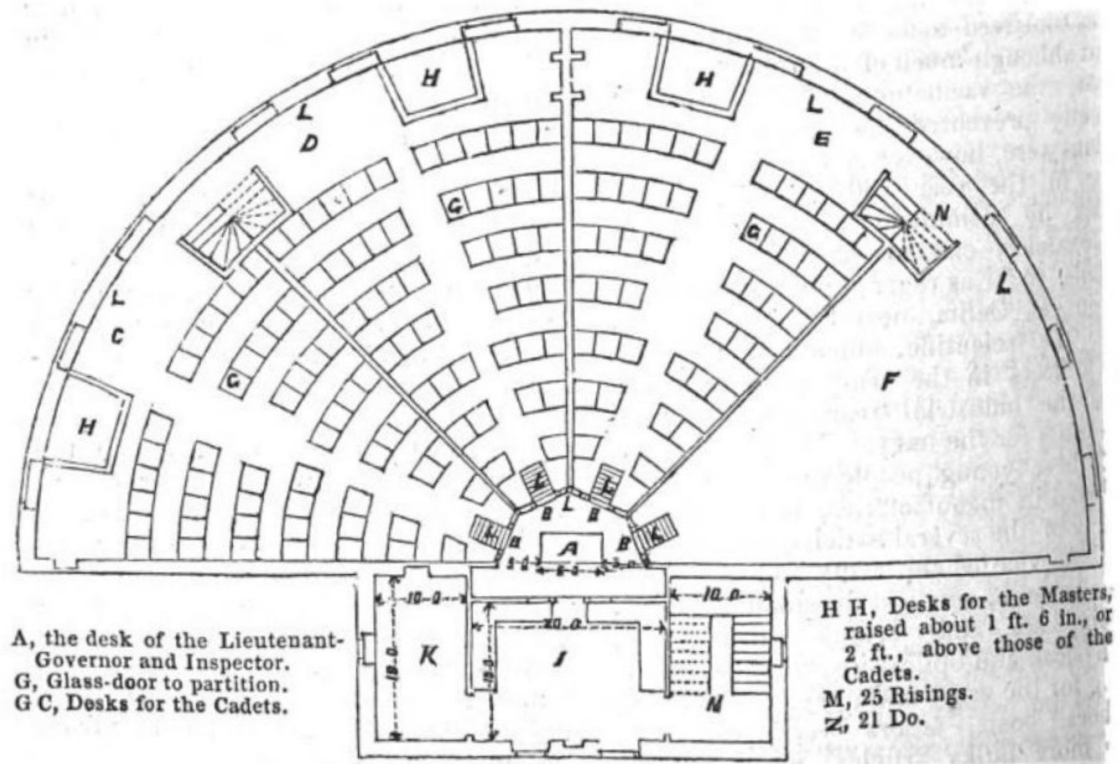 H
H
L
D
L
E
G
G
N
L
L
C
G
F
H
L
L
L
B
B
B
A
B
10.0
20.0
10.0
K
I
N
18.0
A, the desk of the Lieutenant-
Governor and Inspector.
G, Glass-door to partition.
G C, Desks for the Cadets.
H H, Desks for the Masters,
raised about 1 ft. 6 in., or
2 ft., above those of the
Cadets.
M, 25 Risings.
N, 21 Do.